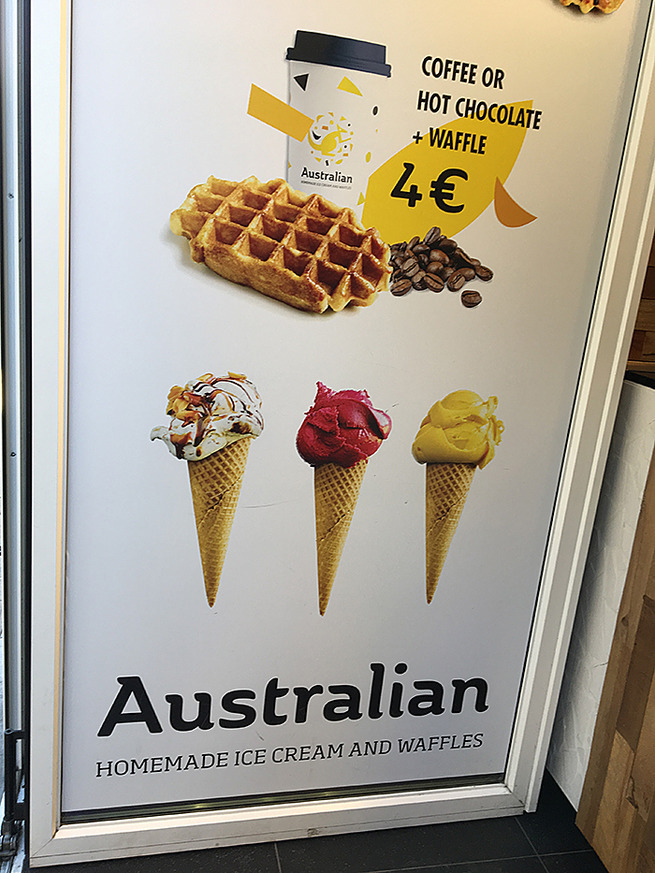 COFFEE OR
HOT CHOCOLATE
+ WAFFLE
4€
Australian
HOMEMADE ICE CREAM AND WAFFLES
Australian
HOMEMADE ICE CREAM AND WAFFLES